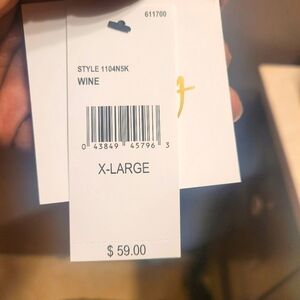 611700
STYLE 1104N5K
WINE
0 43849 45796 3
X-LARGE
$ 59.00